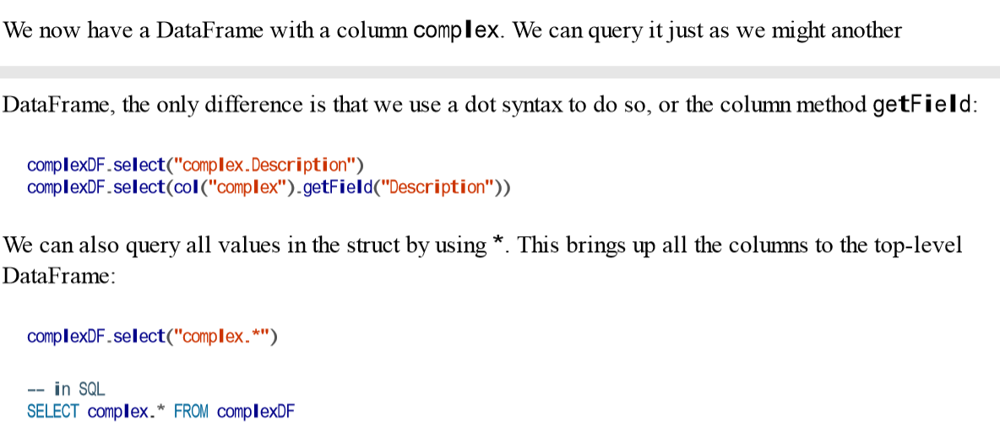 We now have a DataFrame with a column complex. We can query it just as we might another
DataFrame, the only difference is that we use a dot syntax to do so, or the column method getField:
complexDF.select("complex.Description")
complexDF.select(col("complex").getField("Description"))
We can also query all values in the struct by using *. This brings up all the columns to the top-level
DataFrame:
complexDF.select("complex.*")
-- in SQL
SELECT complex.* FROM complexDF